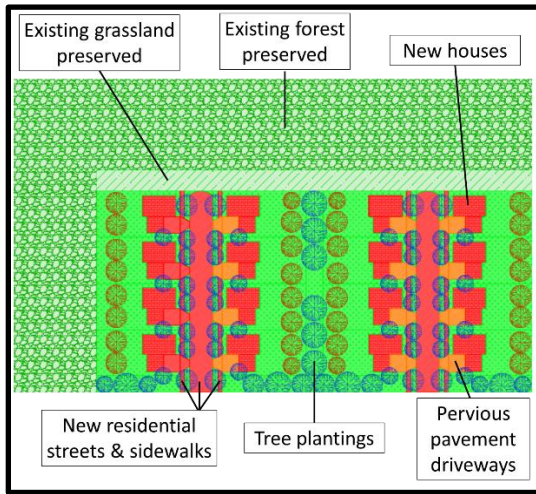 Existing grassland
preserved
Existing forest
preserved
New houses
New residential
streets & sidewalks
Tree plantings
Pervious
pavement
driveways